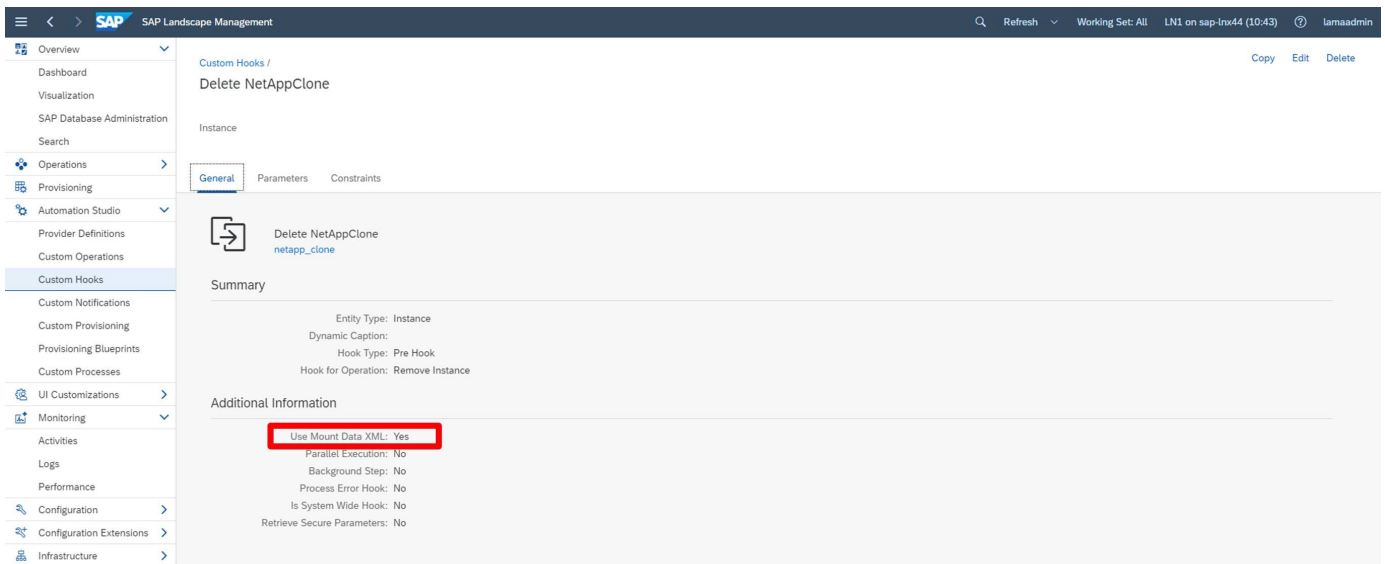 SAP SAP Landscape Management Refresh Working Set: All LN1 on sap-lnx44 (10:43) lamaadmin
Overview
Dashboard
Visualization
SAP Database Administration
Search
Operations
Provisioning
Automation Studio
Provider Definitions
Custom Operations
Custom Hooks
Custom Notifications
Custom Provisioning
Provisioning Blueprints
Custom Processes
UI Customizations
Monitoring
Activities
Logs
Performance
Configuration
Configuration Extensions
Infrastructure
Custom Hooks /
Copy Edit Delete
Delete NetAppClone
Instance
General Parameters Constraints
Delete NetAppClone
netapp_clone
Summary
Entity Type: Instance
Dynamic Caption:
Hook Type: Pre Hook
Hook for Operation: Remove Instance
Additional Information
Use Mount Data XML: Yes
Parallel Execution: No
Background Step: No
Process Error Hook: No
Is System Wide Hook: No
Retrieve Secure Parameters: No